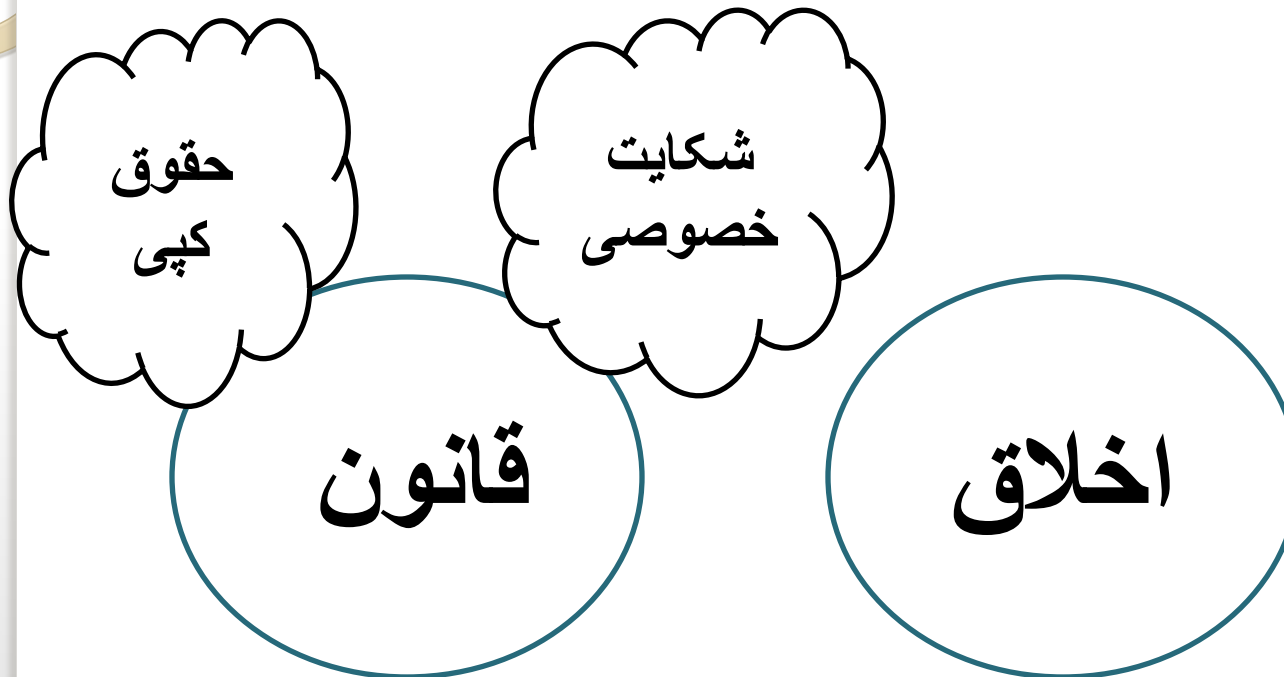 شکایت
خصوصی
حقوق
کپی
اخلاق
قانون